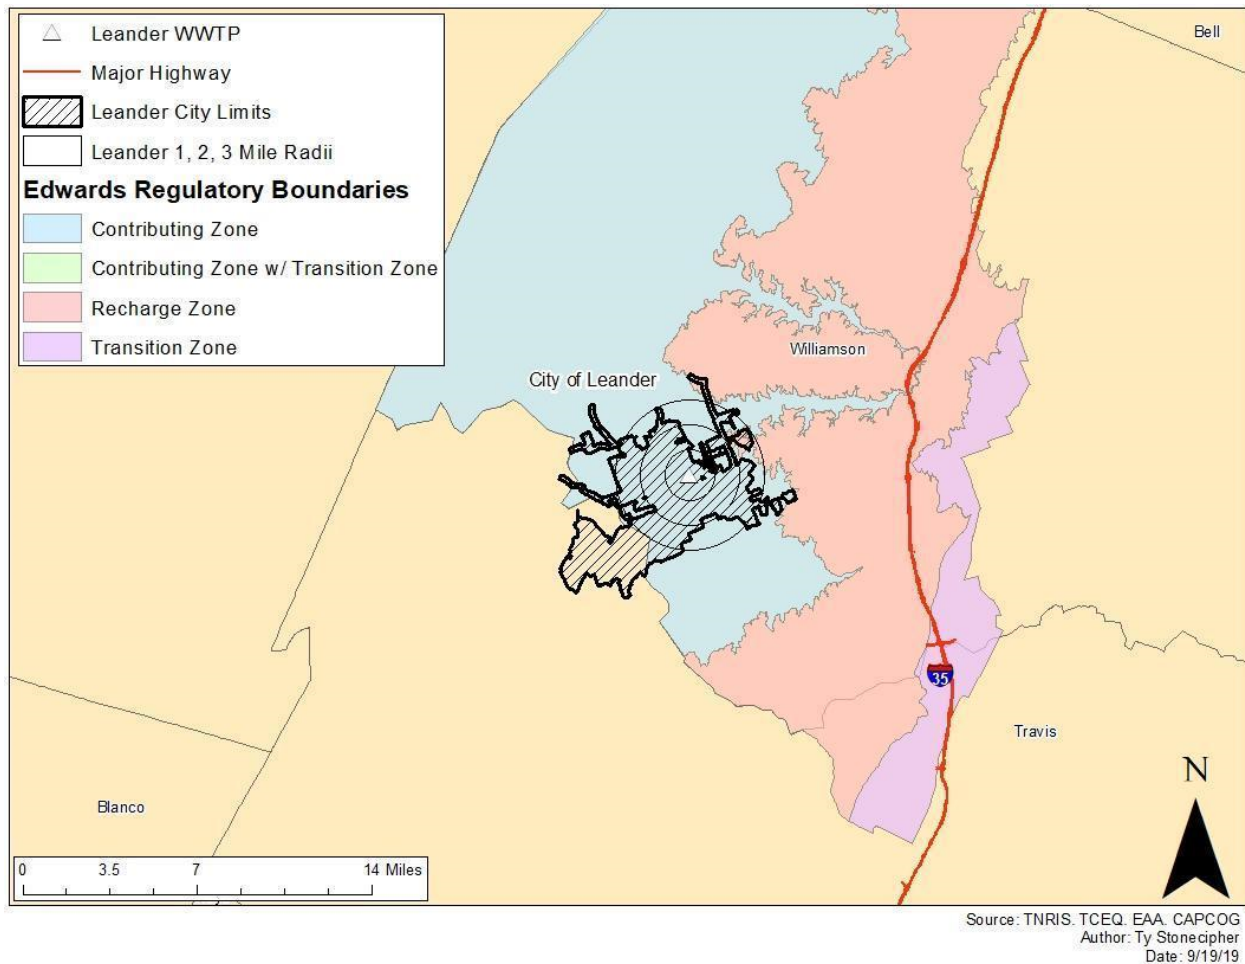 Leander WWTP
Major Highway
Leander City Limits
Leander 1, 2, 3 Mile Radii
Edwards Regulatory Boundaries
Contributing Zone
Contributing Zone w/ Transition Zone
Recharge Zone
Transition Zone
Bell
Williamson
City of Leander
35
Travis
Blanco
N
0 3.5 7 14 Miles
Source: TNRIS. TCEQ. EAA. CAPCOG
Author: Ty Stonecipher
Date: 9/19/19